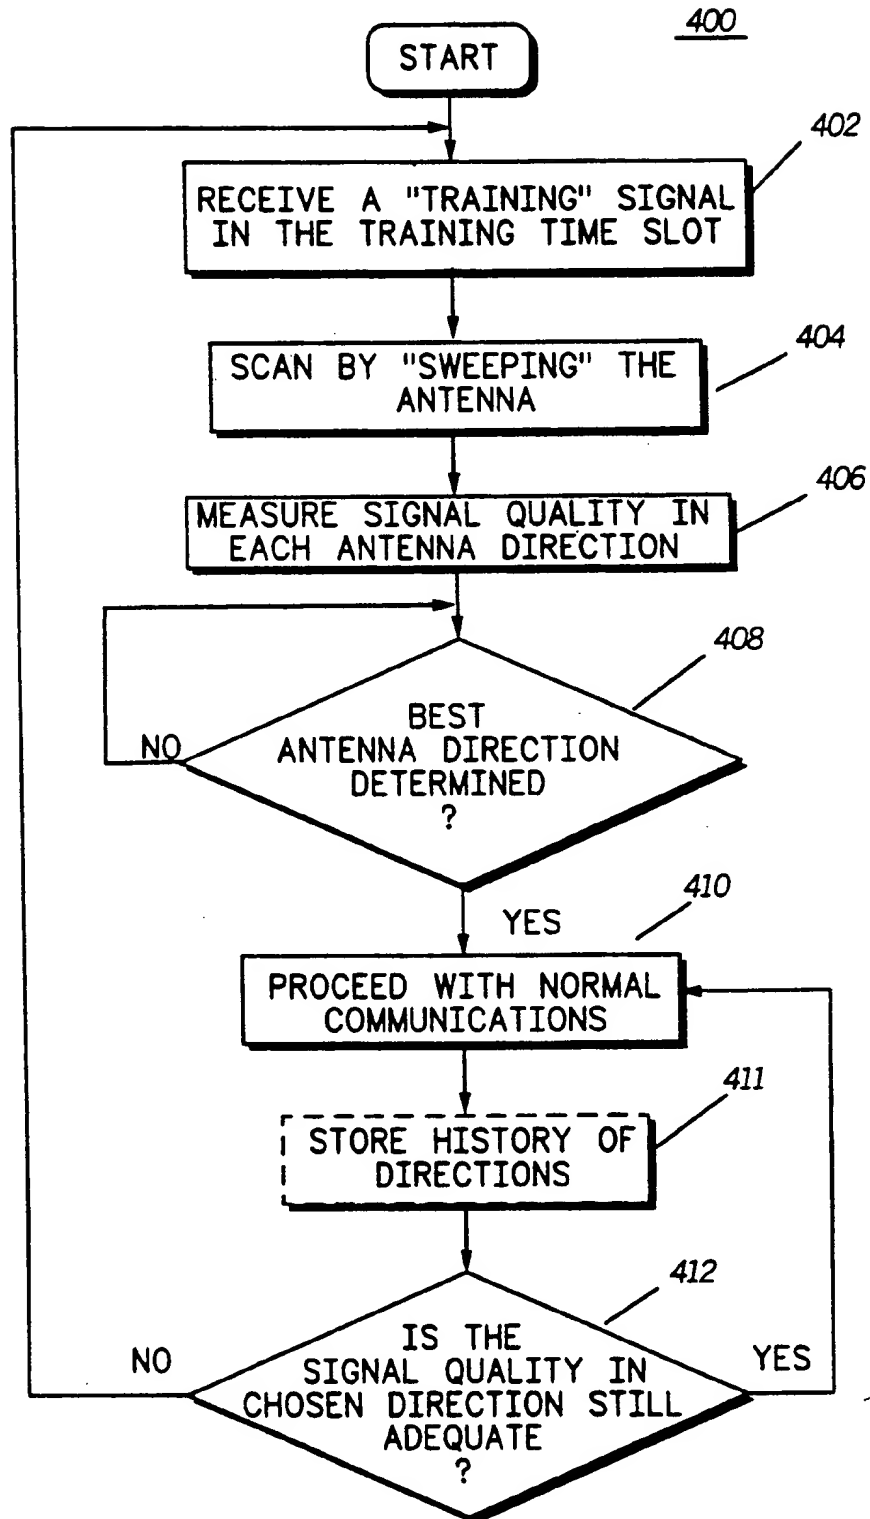 400
START
402
RECEIVE A "TRAINING" SIGNAL
IN THE TRAINING TIME SLOT
404
SCAN BY "SWEEPING" THE
ANTENNA
406
MEASURE SIGNAL QUALITY IN
EACH ANTENNA DIRECTION
408
BEST
ANTENNA DIRECTION
DETERMINED
?
NO
YES
410
PROCEED WITH NORMAL
COMMUNICATIONS
411
STORE HISTORY OF
DIRECTIONS
412
IS THE
SIGNAL QUALITY IN
CHOSEN DIRECTION STILL
ADEQUATE
?
NO
YES